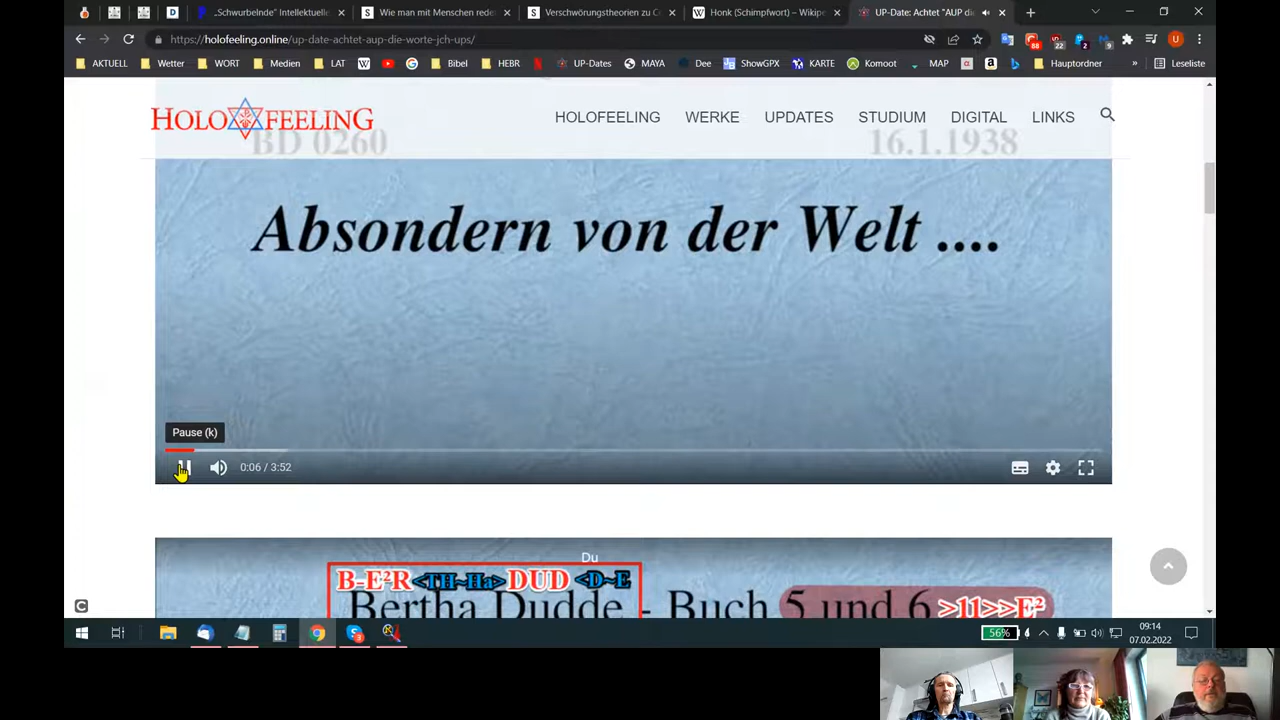 „Schwurbelnde" Intellektuelle
Wie man mit Menschen rede
Verschwörungstheorien zu Co
Honk (Schimpfwort) – Wikipe
UP-Date: Achtet "AUP die
https://holofeeling.online/up-date-achtet-aup-die-worte-jch-ups/
AKTUELL
Wetter
WORT
Medien
LAT
Bibel
HEBR
UP-Dates
MAYA
Dee
ShowGPX
KARTE
Komoot
MAP
Hauptordner
Leseliste
HOLOFEELING
HOLOFEELING WERKE UPDATES STUDIUM DIGITAL LINKS
BD 0260 16.1.1938
Absondern von der Welt ....
Pause (k)
0:06 / 3:52
Du
B=E²R <TH~Ha> DUD <D~E
Bertha Dudde - Buch 5 und 6 >11>>E²
56%
09:14
07.02.2022